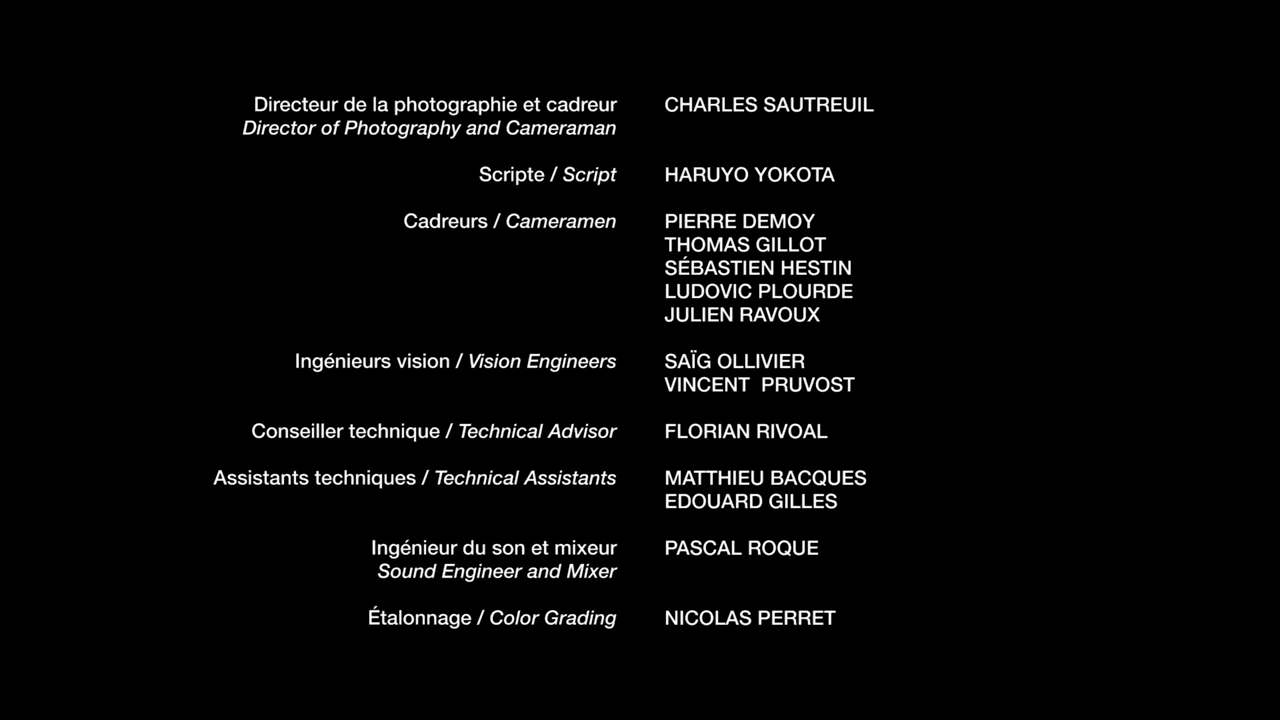 Directeur de la photographie et cadreur CHARLES SAUTREUIL
Director of Photography and Cameraman
Scripte / Script HARUYO YOKOTA
Cadreurs / Cameramen PIERRE DEMOY
THOMAS GILLOT
SÉBASTIEN HESTIN
LUDOVIC PLOURDE
JULIEN RAVOUX
Ingénieurs vision / Vision Engineers SAÏG OLLIVIER
VINCENT  PRUVOST
Conseiller technique / Technical Advisor FLORIAN RIVOAL
Assistants techniques / Technical Assistants MATTHIEU BACQUES
EDOUARD GILLES
Ingénieur du son et mixeur PASCAL ROQUE
Sound Engineer and Mixer
Étalonnage / Color Grading NICOLAS PERRET